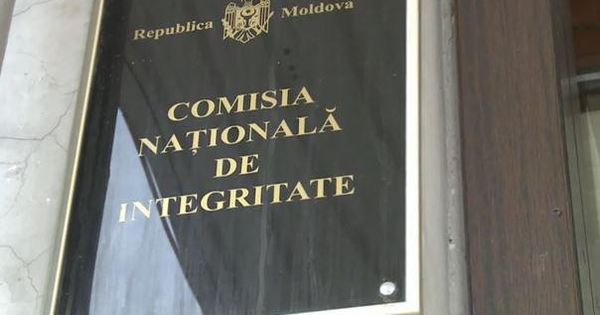 Republica Moldova
COMISIA
NAȚIONALĂ
DE
INTEGRITATE